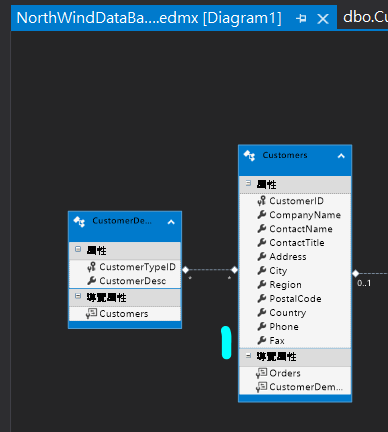 NorthWindDataBa....edmx [Diagram1]
dbo.Cu
CustomerDe...
屬性
CustomerTypeID
CustomerDesc
導覽屬性
Customers
*
*
Customers
屬性
CustomerID
CompanyName
ContactName
ContactTitle
Address
City
Region
PostalCode
Country
Phone
Fax
導覽屬性
Orders
CustomerDem...
0..1